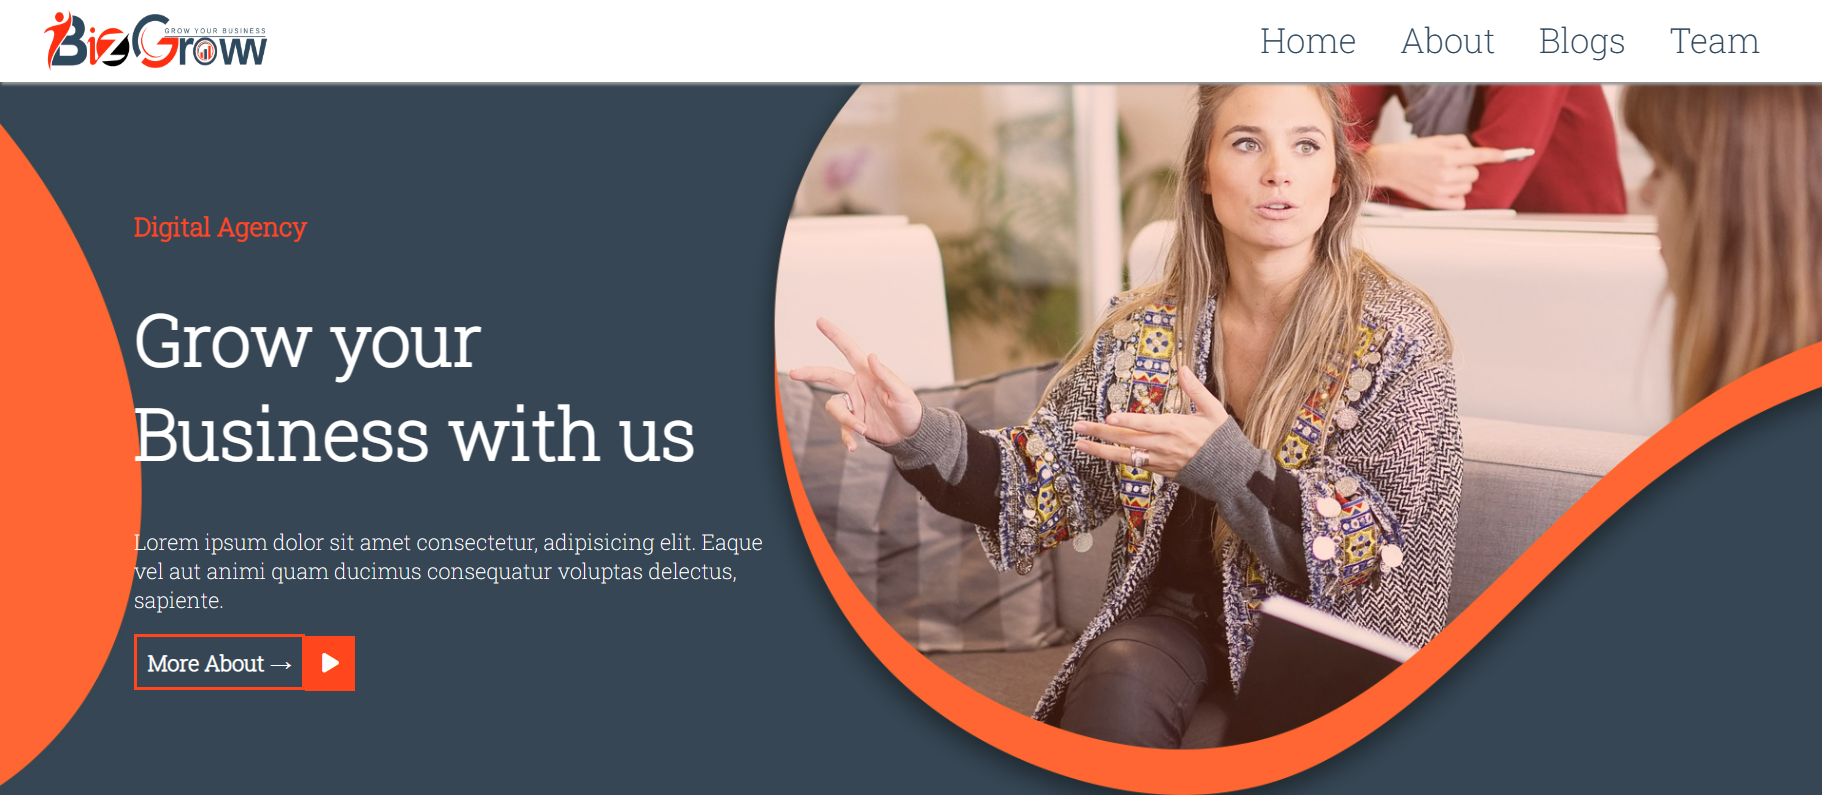 BizGroww
GROW YOUR BUSINESS
Home About Blogs Team
Digital Agency
Grow your
Business with us
Lorem ipsum dolor sit amet consectetur, adipisicing elit. Eaque
vel aut animi quam ducimus consequatur voluptas delectus,
sapiente.
More About →